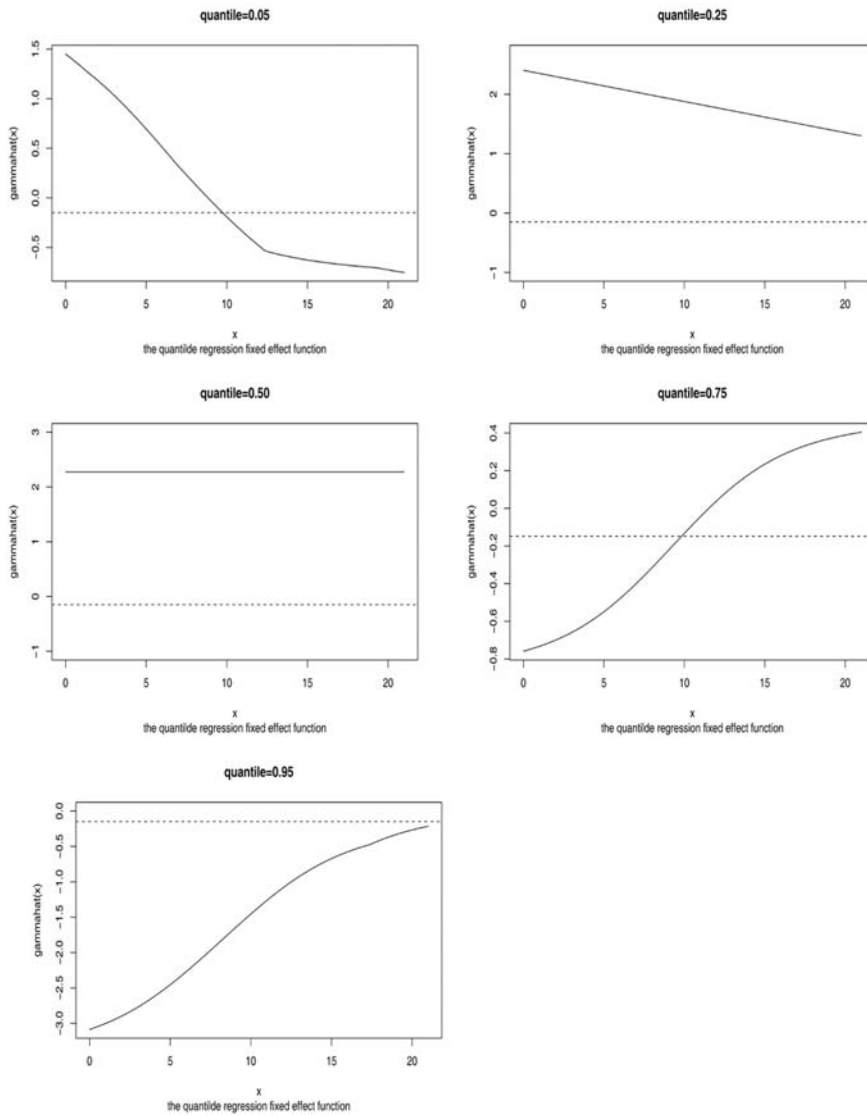 quantile=0.05
gammahat(x)
1.5
1.0
0.5
0.0
−0.5
0 5 10 15 20
x
the quantilde regression fixed effect function
quantile=0.25
gammahat(x)
2
1
0
−1
0 5 10 15 20
x
the quantilde regression fixed effect function
quantile=0.50
gammahat(x)
3
2
1
0
−1
0 5 10 15 20
x
the quantilde regression fixed effect function
quantile=0.75
gammahat(x)
0.4
0.2
0.0
−0.2
−0.4
−0.6
−0.8
0 5 10 15 20
x
the quantilde regression fixed effect function
quantile=0.95
gammahat(x)
0.0
−0.5
−1.0
−1.5
−2.0
−2.5
−3.0
0 5 10 15 20
x
the quantilde regression fixed effect function